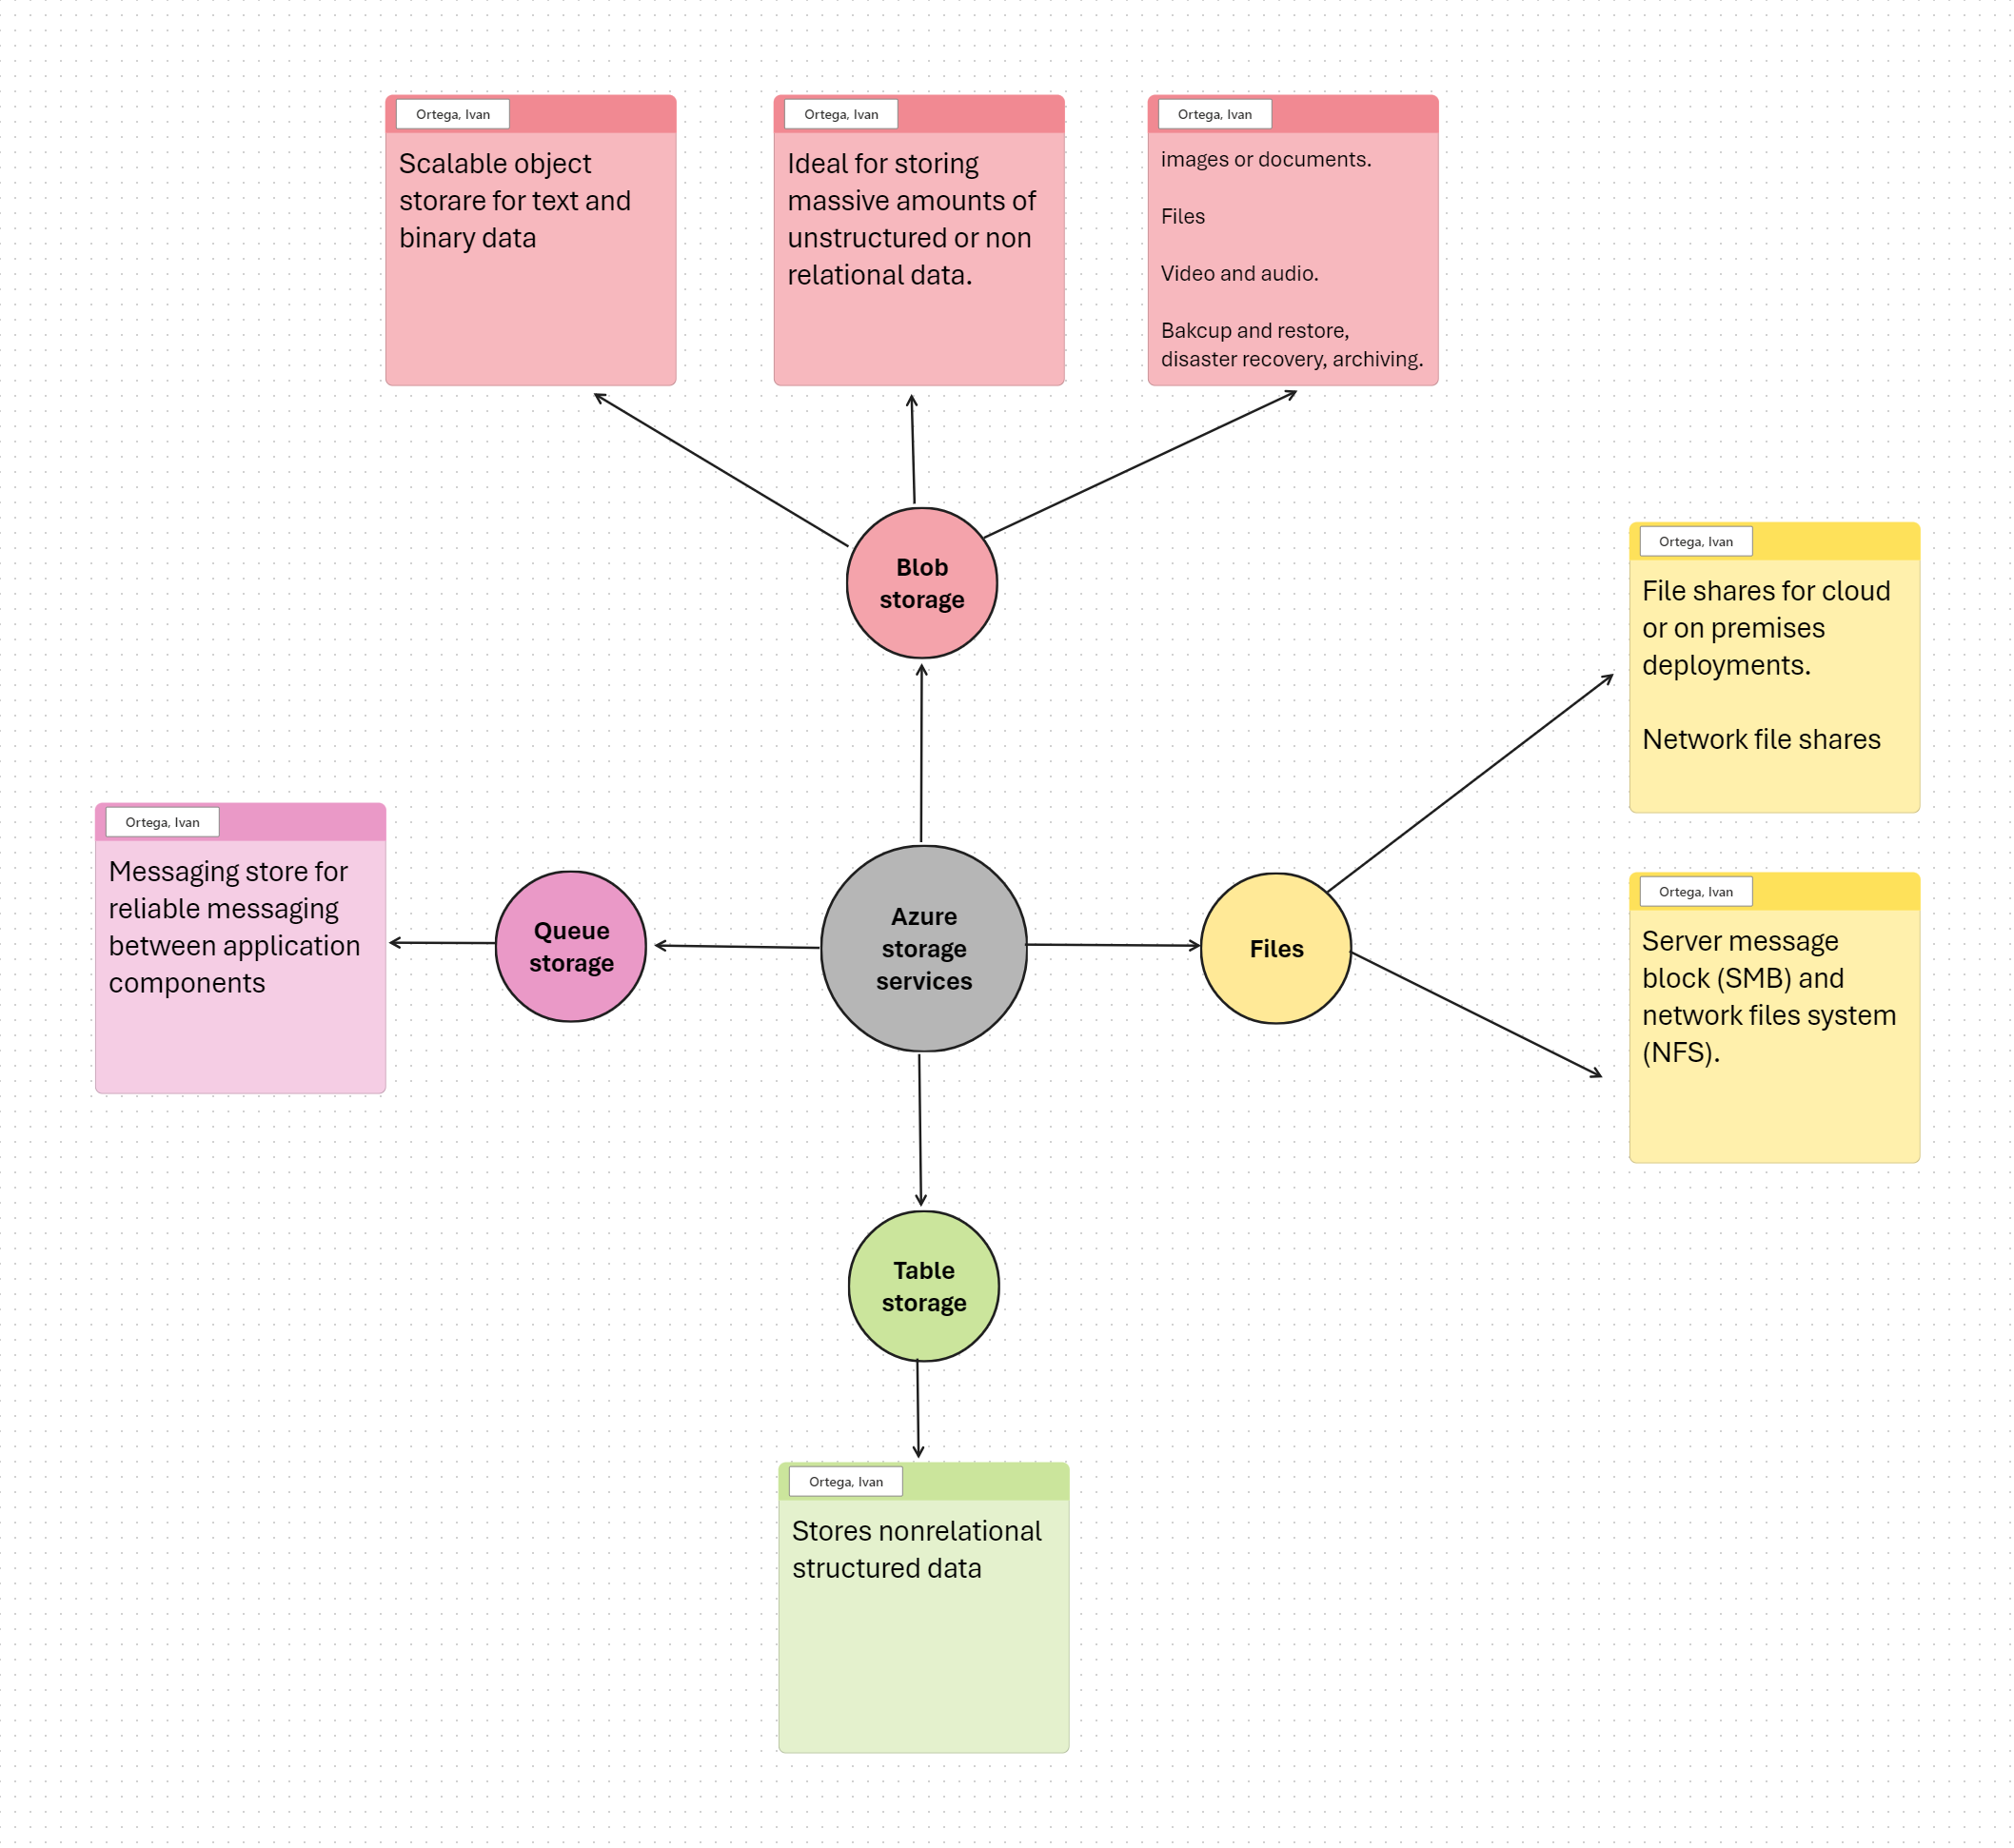 Ortega, Ivan
Scalable object
storare for text and
binary data
Ortega, Ivan
Ideal for storing
massive amounts of
unstructured or non
relational data.
Ortega, Ivan
images or documents.
Files
Video and audio.
Bakcup and restore,
disaster recovery, archiving.
Blob
storage
Ortega, Ivan
File shares for cloud
or on premises
deployments.
Network file shares
Ortega, Ivan
Messaging store for
reliable messaging
between application
components
Queue
storage
Azure
storage
services
Files
Ortega, Ivan
Server message
block (SMB) and
network files system
(NFS).
Table
storage
Ortega, Ivan
Stores nonrelational
structured data